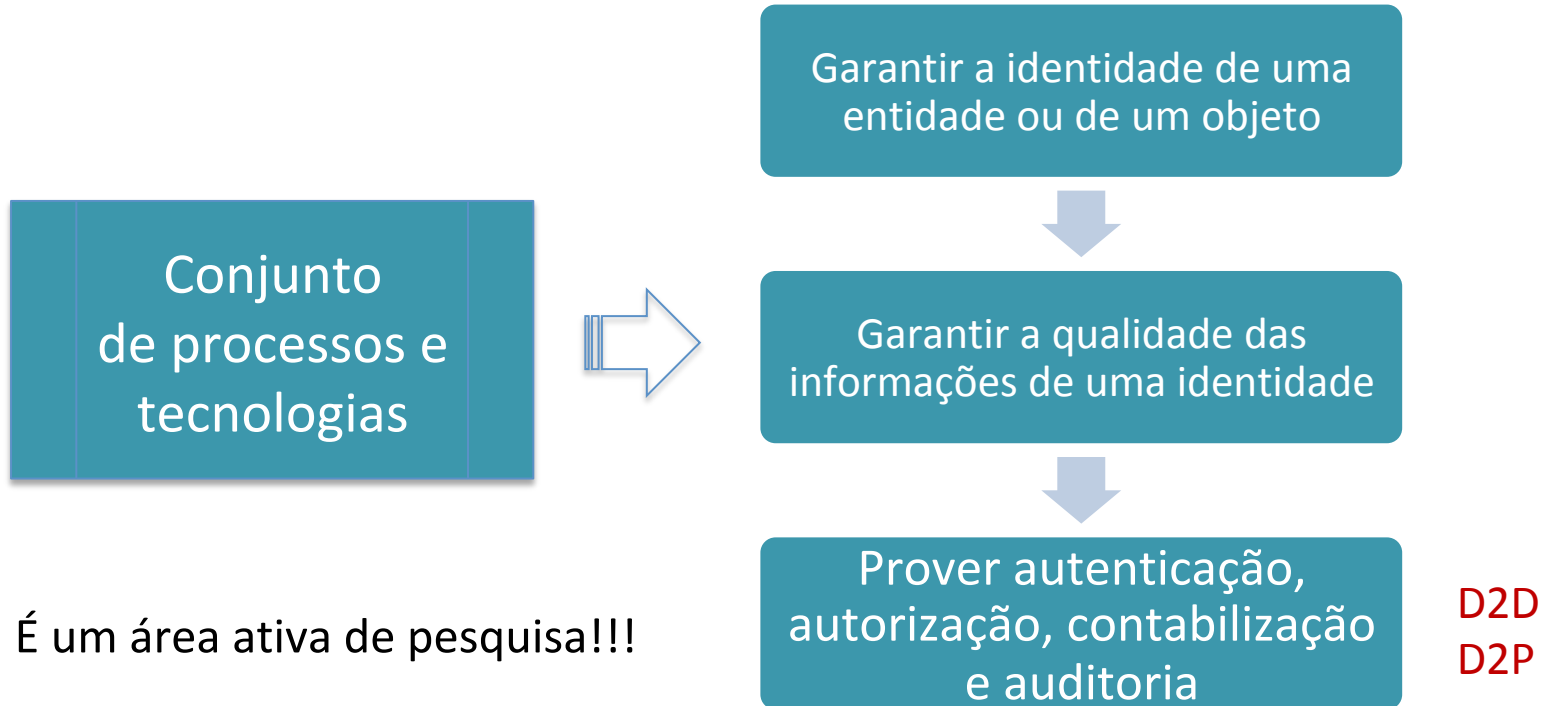 Conjunto
de processos e
tecnologias
É um área ativa de pesquisa!!!
Garantir a identidade de uma
entidade ou de um objeto
Garantir a qualidade das
informações de uma identidade
Prover autenticação,
autorização, contabilização
e auditoria
D2D
D2P